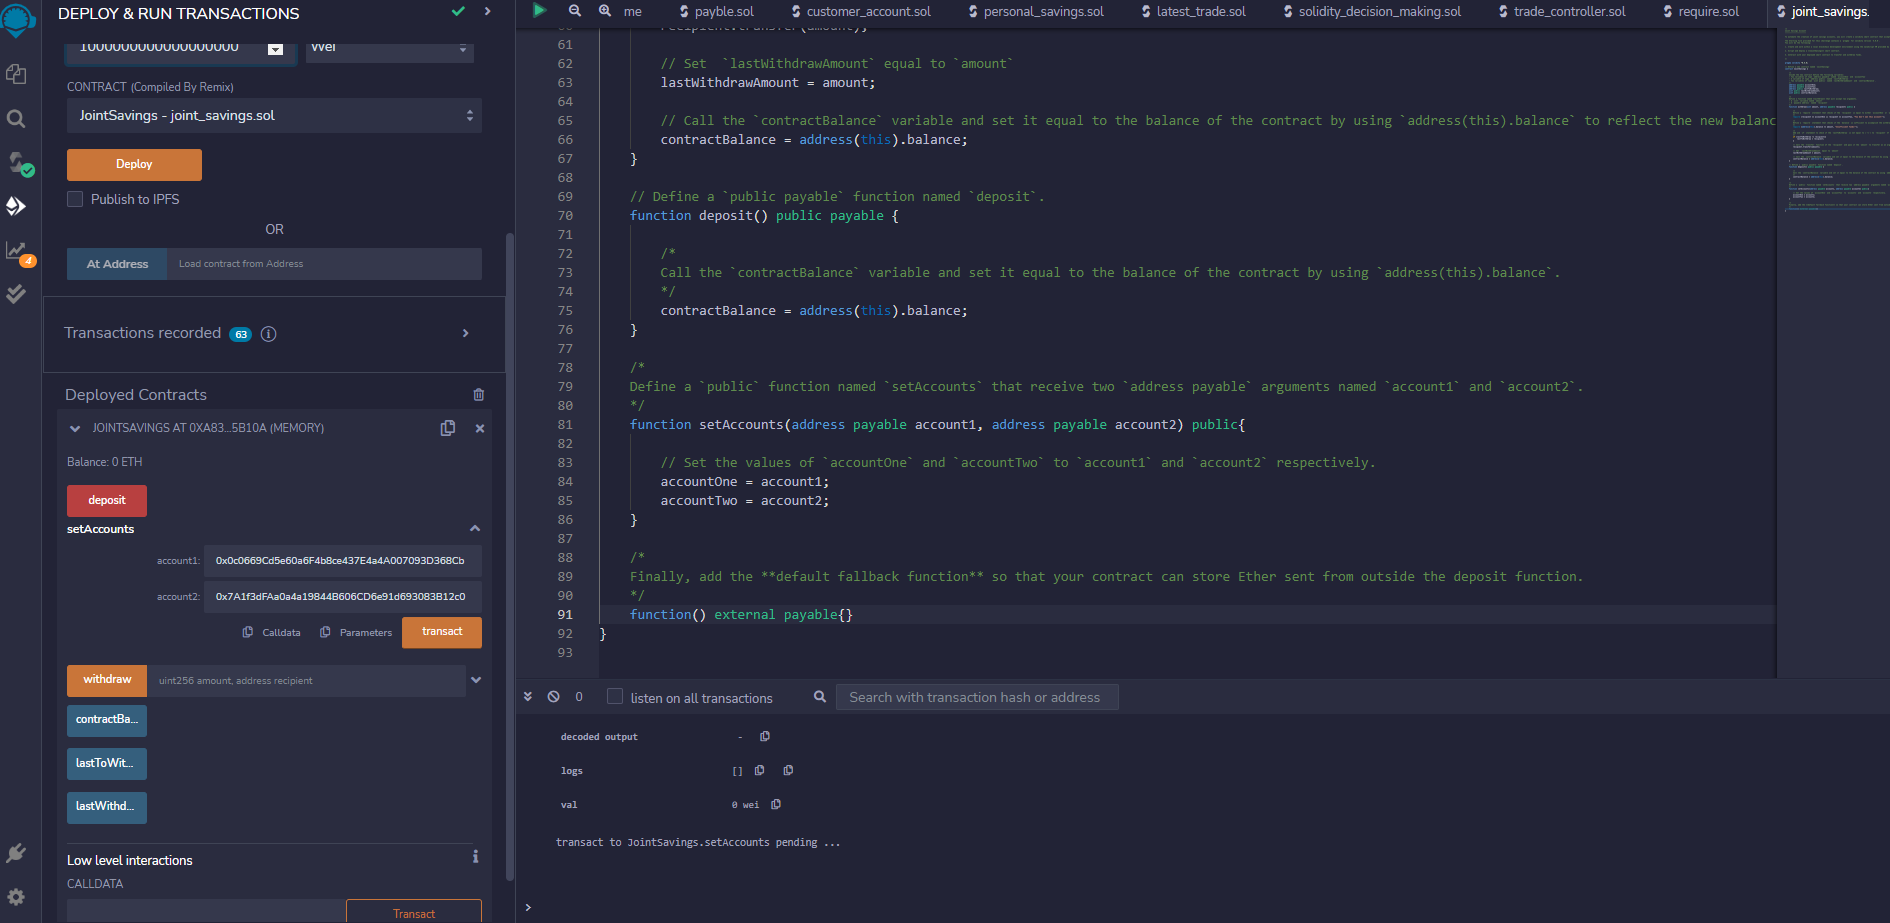 DEPLOY & RUN TRANSACTIONS
1000000000000000000
Wei
CONTRACT (Compiled By Remix)
JointSavings - joint_savings.sol
Deploy
Publish to IPFS
OR
At Address
Load contract from Address
Transactions recorded 63
Deployed Contracts
JOINTSAVINGS AT 0XA83...5B10A (MEMORY)
Balance: 0 ETH
deposit
setAccounts
account1: 0x0c0669Cd5e60a6F4b8ce437E4a4A007093D368Cb
account2: 0x7A1f3dFAa0a4a19844B606CD6e91d693083B12c0
Calldata Parameters transact
withdraw uint256 amount, address recipient
contractBa...
lastToWit...
lastWithd...
Low level interactions
CALLDATA
Transact
4
me payble.sol customer_account.sol personal_savings.sol latest_trade.sol solidity_decision_making.sol trade_controller.sol require.sol joint_savings.
60 recipient.transfer(amount);
61
62 // Set  `lastWithdrawAmount` equal to `amount`
63 lastWithdrawAmount = amount;
64
65 // Call the `contractBalance` variable and set it equal to the balance of the contract by using `address(this).balance` to reflect the new balanc
66 contractBalance = address(this).balance;
67 }
68
69 // Define a `public payable` function named `deposit`.
70 function deposit() public payable {
71
72 /*
73 Call the `contractBalance` variable and set it equal to the balance of the contract by using `address(this).balance`.
74 */
75 contractBalance = address(this).balance;
76 }
77
78 /*
79 Define a `public` function named `setAccounts` that receive two `address payable` arguments named `account1` and `account2`.
80 */
81 function setAccounts(address payable account1, address payable account2) public{
82
83 // Set the values of `accountOne` and `accountTwo` to `account1` and `account2` respectively.
84 accountOne = account1;
85 accountTwo = account2;
86 }
87
88 /*
89 Finally, add the **default fallback function** so that your contract can store Ether sent from outside the deposit function.
90 */
91 function() external payable{}
92 }
93
0 listen on all transactions Search with transaction hash or address
decoded output -
logs []
val 0 wei
transact to JointSavings.setAccounts pending ...
>